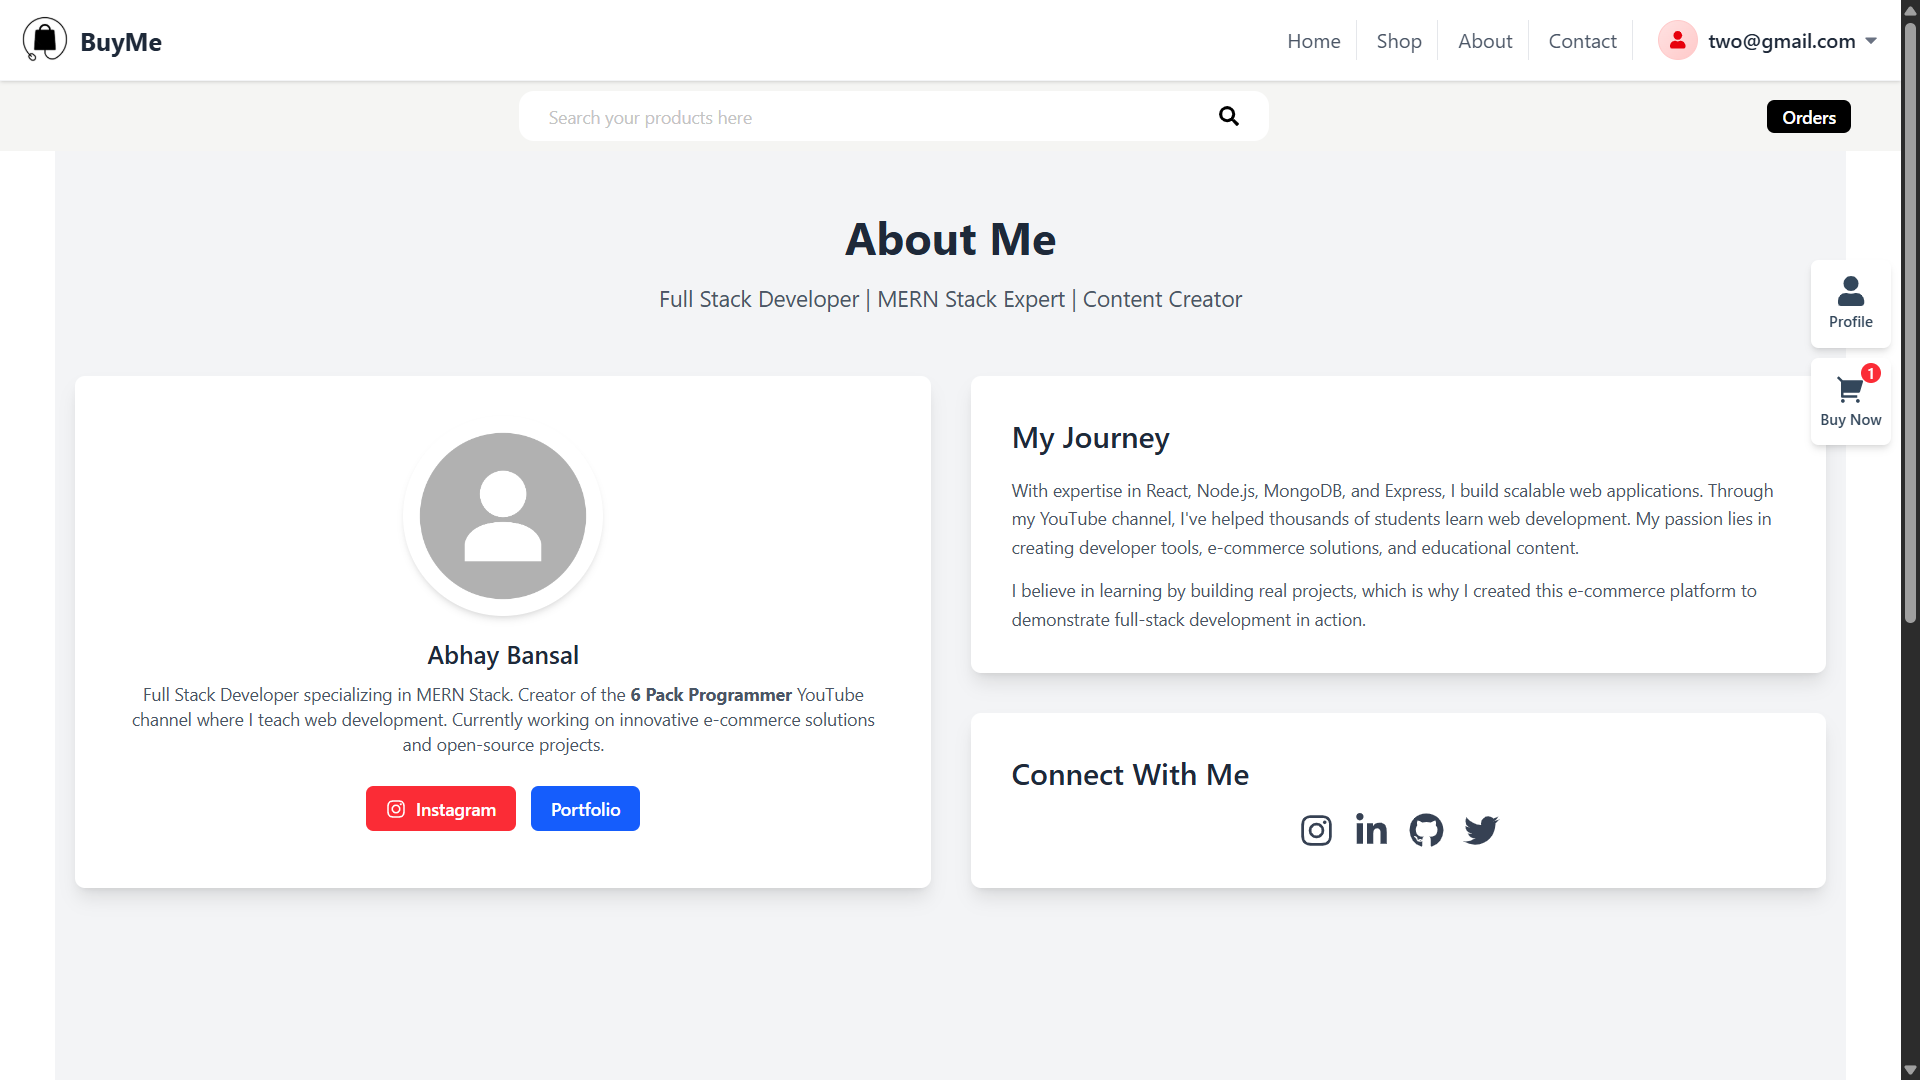 BuyMe
Home
Shop
About
Contact
two@gmail.com
Search your products here
Orders
About Me
Full Stack Developer | MERN Stack Expert | Content Creator
Profile
1
Buy Now
Abhay Bansal
Full Stack Developer specializing in MERN Stack. Creator of the 6 Pack Programmer YouTube
channel where I teach web development. Currently working on innovative e-commerce solutions
and open-source projects.
Instagram
Portfolio
My Journey
With expertise in React, Node.js, MongoDB, and Express, I build scalable web applications. Through
my YouTube channel, I've helped thousands of students learn web development. My passion lies in
creating developer tools, e-commerce solutions, and educational content.
I believe in learning by building real projects, which is why I created this e-commerce platform to
demonstrate full-stack development in action.
Connect With Me